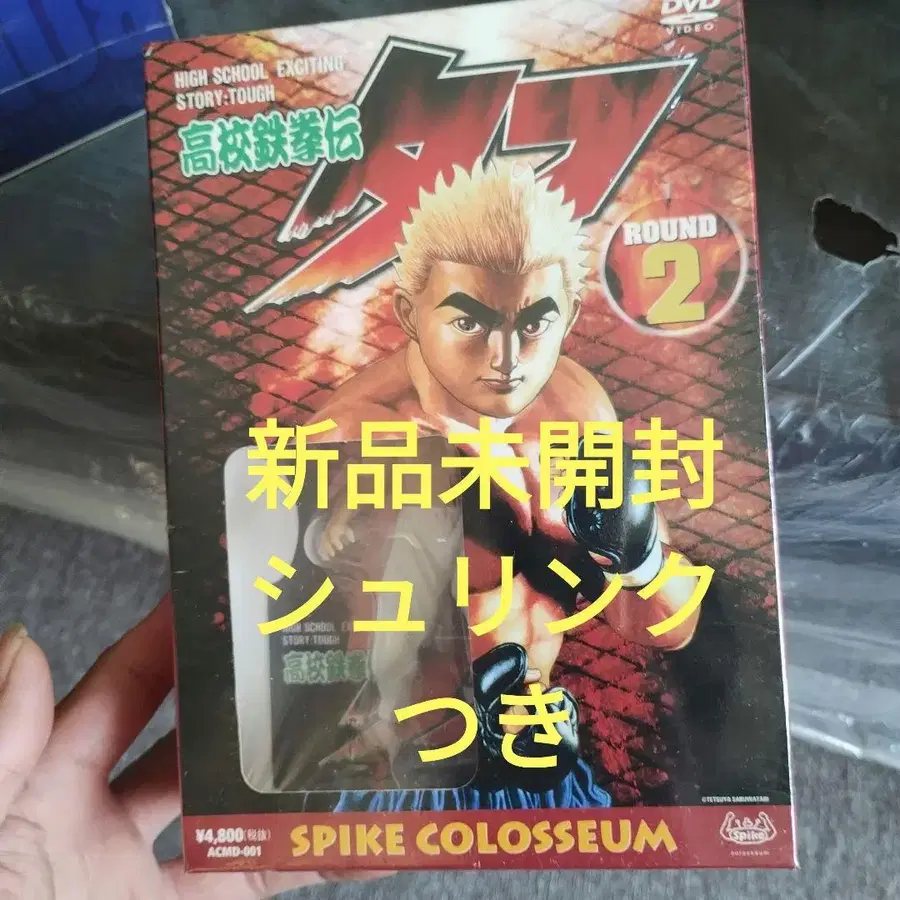 DVD
VIDEO
HIGH SCHOOL EXCITING
STORY:TOUGH
高校鉄拳伝
タフ
ROUND
2
新品未開封
シュリンク
つき
HIGH SCHOOL EXCI
STORY:TOUGH
高校鉄拳
©TETSUYA SARUWATARI
¥4,800(税抜)
ACMD-001
SPIKE COLOSSEUM
Spike
colosseum